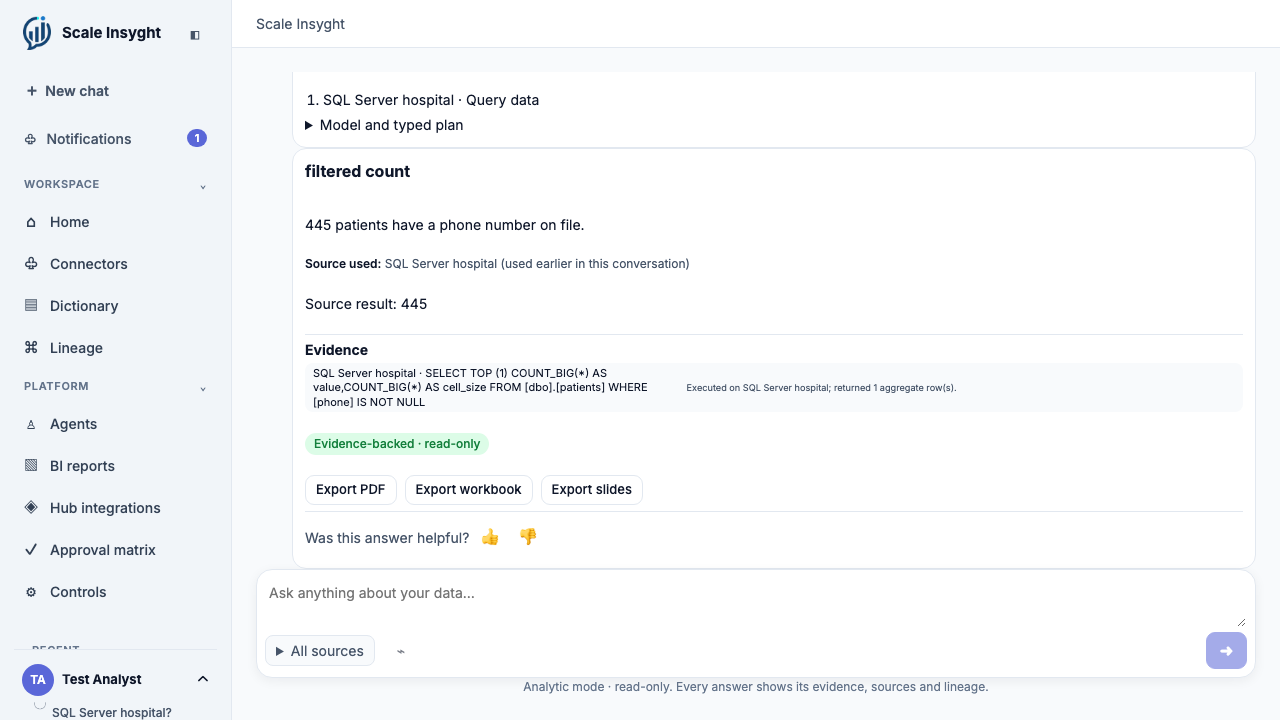 Scale Insyght
Scale Insyght
+ New chat
Notifications
1
WORKSPACE
Home
Connectors
Dictionary
Lineage
PLATFORM
Agents
BI reports
Hub integrations
Approval matrix
Controls
RECENT
TA
Test Analyst
SQL Server hospital?
1. SQL Server hospital · Query data
Model and typed plan
filtered count
445 patients have a phone number on file.
Source used: SQL Server hospital (used earlier in this conversation)
Source result: 445
Evidence
SQL Server hospital · SELECT TOP (1) COUNT_BIG(*) AS
value,COUNT_BIG(*) AS cell_size FROM [dbo].[patients] WHERE
[phone] IS NOT NULL
Executed on SQL Server hospital; returned 1 aggregate row(s).
Evidence-backed · read-only
Export PDF
Export workbook
Export slides
Was this answer helpful?
Ask anything about your data...
All sources
Analytic mode · read-only. Every answer shows its evidence, sources and lineage.